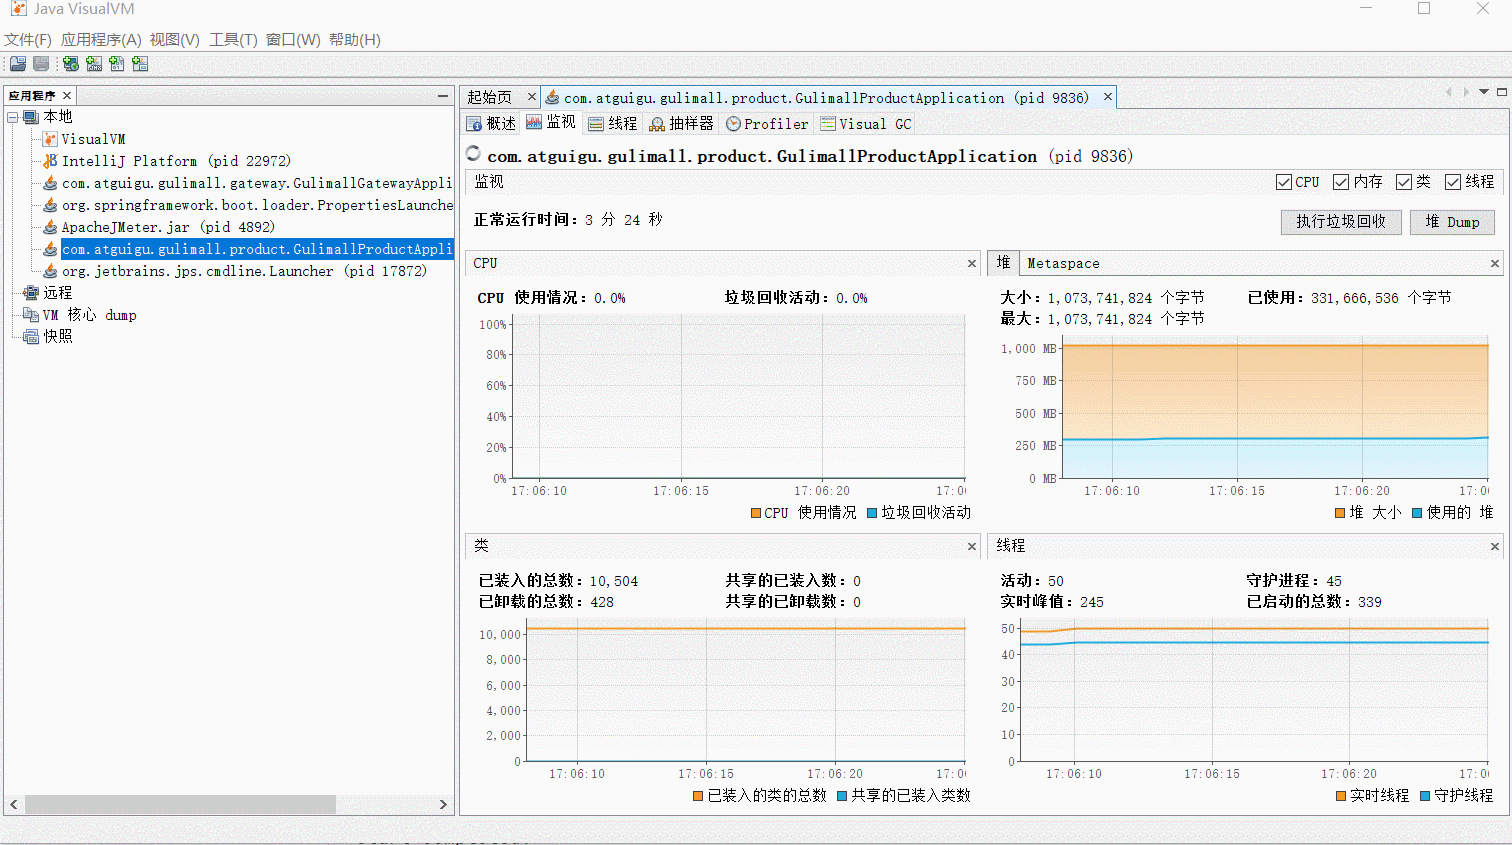 Java VisualVM
文件(F) 应用程序(A) 视图(V) 工具(T) 窗口(W) 帮助(H)
应用程序
本地
VisualVM
IntelliJ Platform (pid 22972)
com.atguigu.gulimall.gateway.GulimallGatewayAppli
org.springframework.boot.loader.PropertiesLaunche
ApacheJMeter.jar (pid 4892)
com.atguigu.gulimall.product.GulimallProductAppli
org.jetbrains.jps.cmdline.Launcher (pid 17872)
远程
VM 核心 dump
快照
起始页 com.atguigu.gulimall.product.GulimallProductApplication (pid 9836)
概述 监视 线程 抽样器 Profiler Visual GC
com.atguigu.gulimall.product.GulimallProductApplication (pid 9836)
监视 CPU 内存 类 线程
正常运行时间: 3 分 24 秒 执行垃圾回收 堆 Dump
CPU
CPU 使用情况: 0.0% 垃圾回收活动: 0.0%
100%
80%
60%
40%
20%
0%
17:06:10 17:06:15 17:06:20 17:0(
CPU 使用情况 垃圾回收活动
堆 Metaspace
大小: 1,073,741,824 个字节 已使用: 331,666,536 个字节
最大: 1,073,741,824 个字节
1,000 MB
750 MB
500 MB
250 MB
0 MB
17:06:10 17:06:15 17:06:20 17:0(
堆 大小 使用的 堆
类
已装入的总数: 10,504 共享的已装入数: 0
已卸载的总数: 428 共享的已卸载数: 0
10,000
8,000
6,000
4,000
2,000
0
17:06:10 17:06:15 17:06:20 17:0(
已装入的类的总数 共享的已装入类数
线程
活动: 50 守护进程: 45
实时峰值: 245 已启动的总数: 339
50
40
30
20
10
0
17:06:10 17:06:15 17:06:20 17:0(
实时线程 守护线程